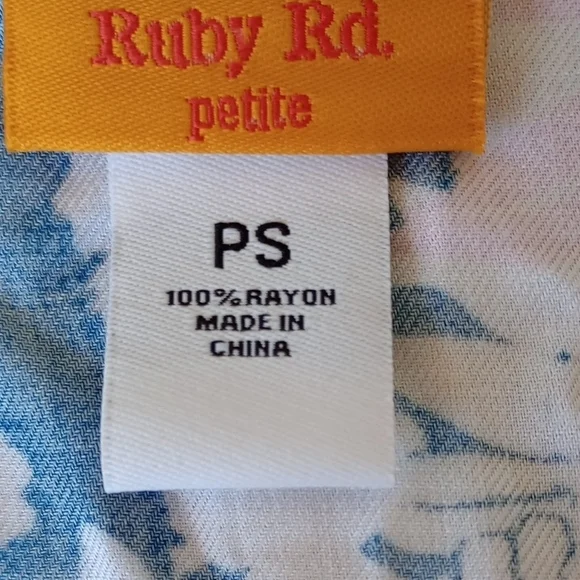 Ruby Rd.
petite
PS
100% RAYON
MADE IN
CHINA